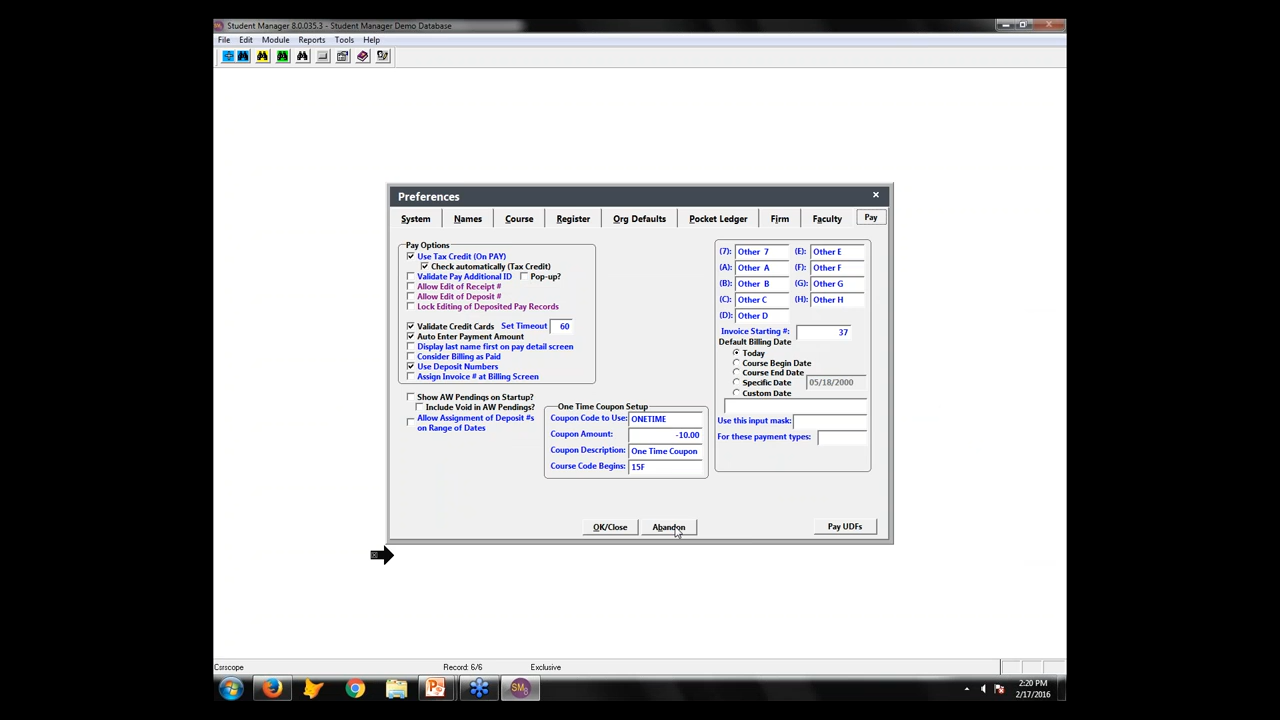 Student Manager 8.0.035.3 - Student Manager Demo Database
File Edit Module Reports Tools Help
Preferences
System Names Course Register Org Defaults Pocket Ledger Firm Faculty Pay
Pay Options
Use Tax Credit (On PAY)
Check automatically (Tax Credit)
Validate Pay Additional ID Pop-up?
Allow Edit of Receipt #
Allow Edit of Deposit #
Lock Editing of Deposited Pay Records
Validate Credit Cards Set Timeout 60
Auto Enter Payment Amount
Display last name first on pay detail screen
Consider Billing as Paid
Use Deposit Numbers
Assign Invoice # at Billing Screen
Show AW Pendings on Startup?
Include Void in AW Pendings?
Allow Assignment of Deposit #s
on Range of Dates
One Time Coupon Setup
Coupon Code to Use: ONETIME
Coupon Amount: -10.00
Coupon Description: One Time Coupon
Course Code Begins: 15F
(7): Other 7 (E): Other E
(A): Other A (F): Other F
(B): Other B (G): Other G
(C): Other C (H): Other H
(D): Other D
Invoice Starting #: 37
Default Billing Date
Today
Course Begin Date
Course End Date
Specific Date 05/18/2000
Custom Date
Use this input mask:
For these payment types:
OK/Close Abandon Pay UDFs
Csrscope Record: 6/6 Exclusive
2:20 PM
2/17/2016